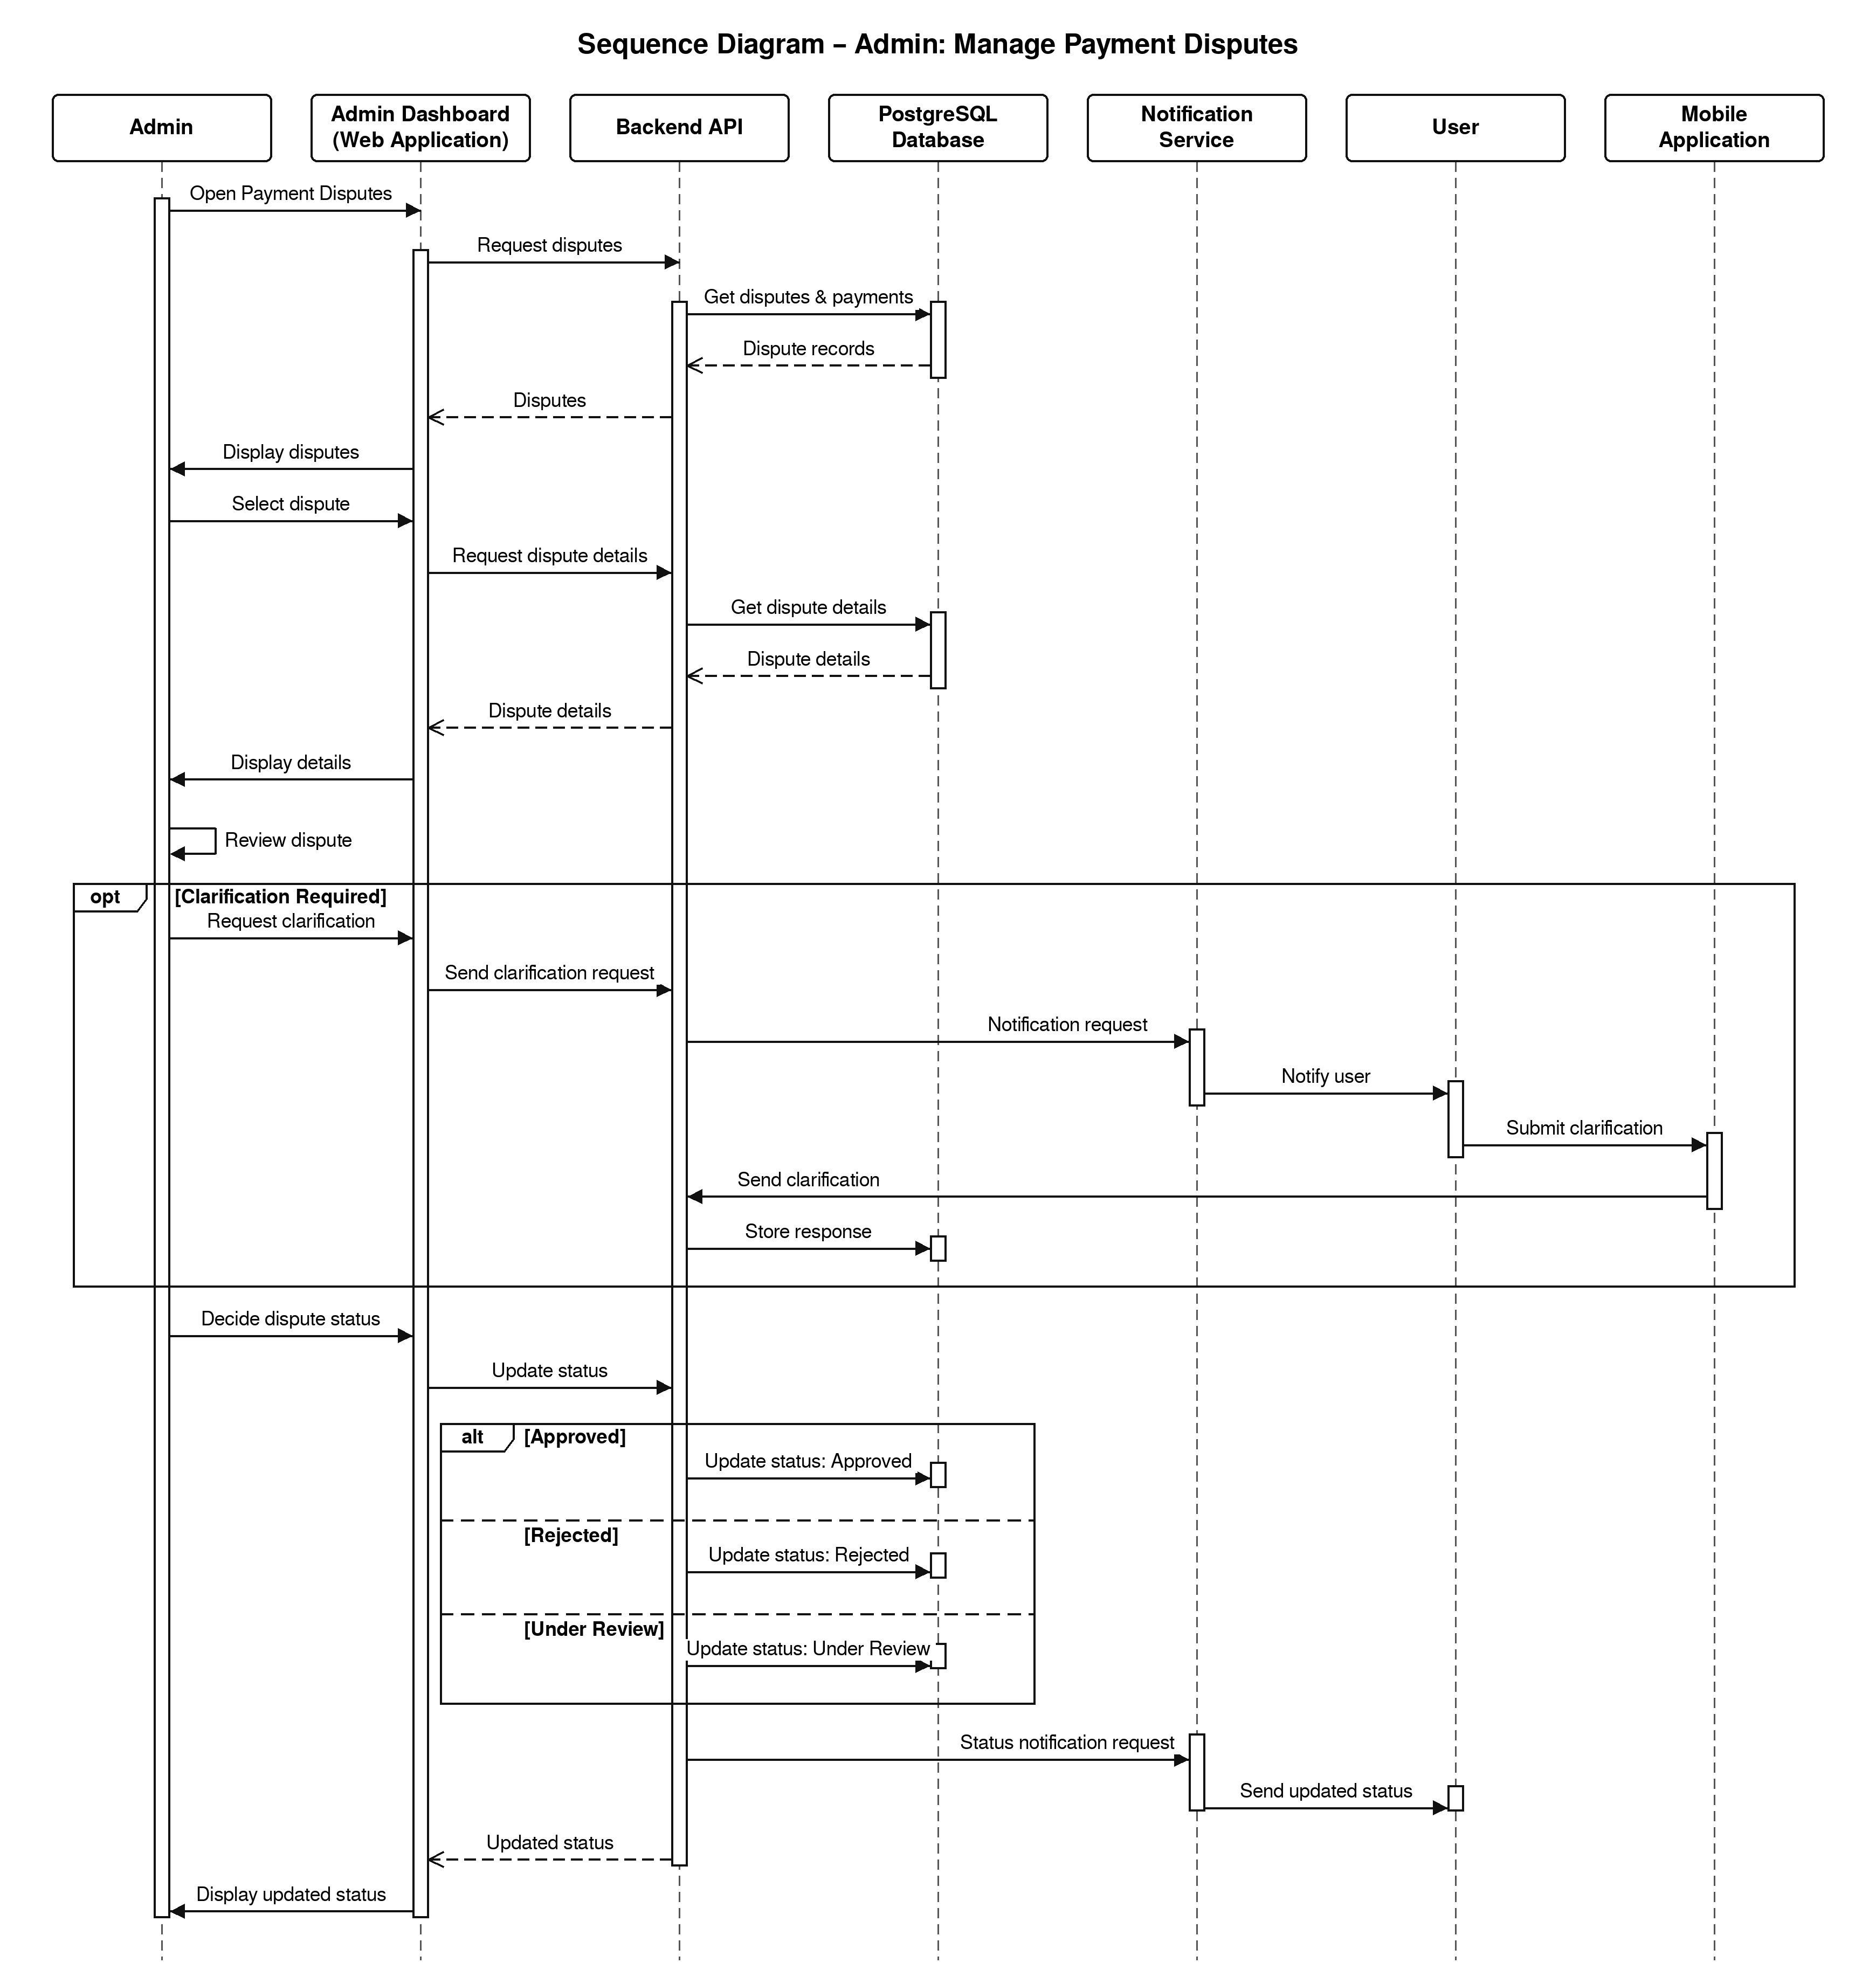 Sequence Diagram – Admin: Manage Payment Disputes
Admin
Admin Dashboard
(Web Application)
Backend API
PostgreSQL
Database
Notification
Service
User
Mobile
Application
Open Payment Disputes
Request disputes
Get disputes & payments
Dispute records
Disputes
Display disputes
Select dispute
Request dispute details
Get dispute details
Dispute details
Dispute details
Display details
Review dispute
opt
[Clarification Required]
Request clarification
Send clarification request
Notification request
Notify user
Submit clarification
Send clarification
Store response
Decide dispute status
Update status
alt
[Approved]
Update status: Approved
[Rejected]
Update status: Rejected
[Under Review]
Update status: Under Review
Status notification request
Send updated status
Updated status
Display updated status